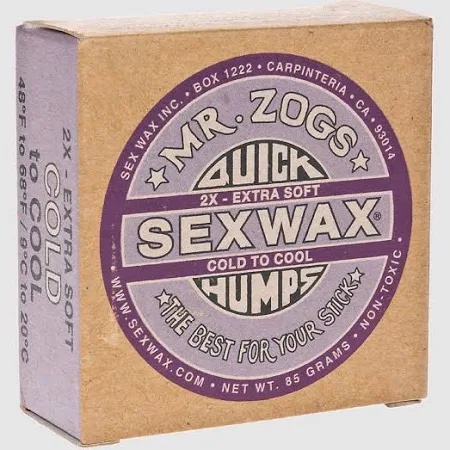 SEX WAX INC. • BOX 1222 • CARPINTERIA • CA • 93014
MR. ZOGS
QUICK
2X - EXTRA SOFT
SEXWAX®
COLD TO COOL
HUMPS
THE BEST FOR YOUR STICK
• WWW.SEXWAX.COM • NET WT. 85 GRAMS • NON-TOXIC •
2X - EXTRA SOFT
COLD
to COOL
48°F to 68°F / 9°C to 20°C